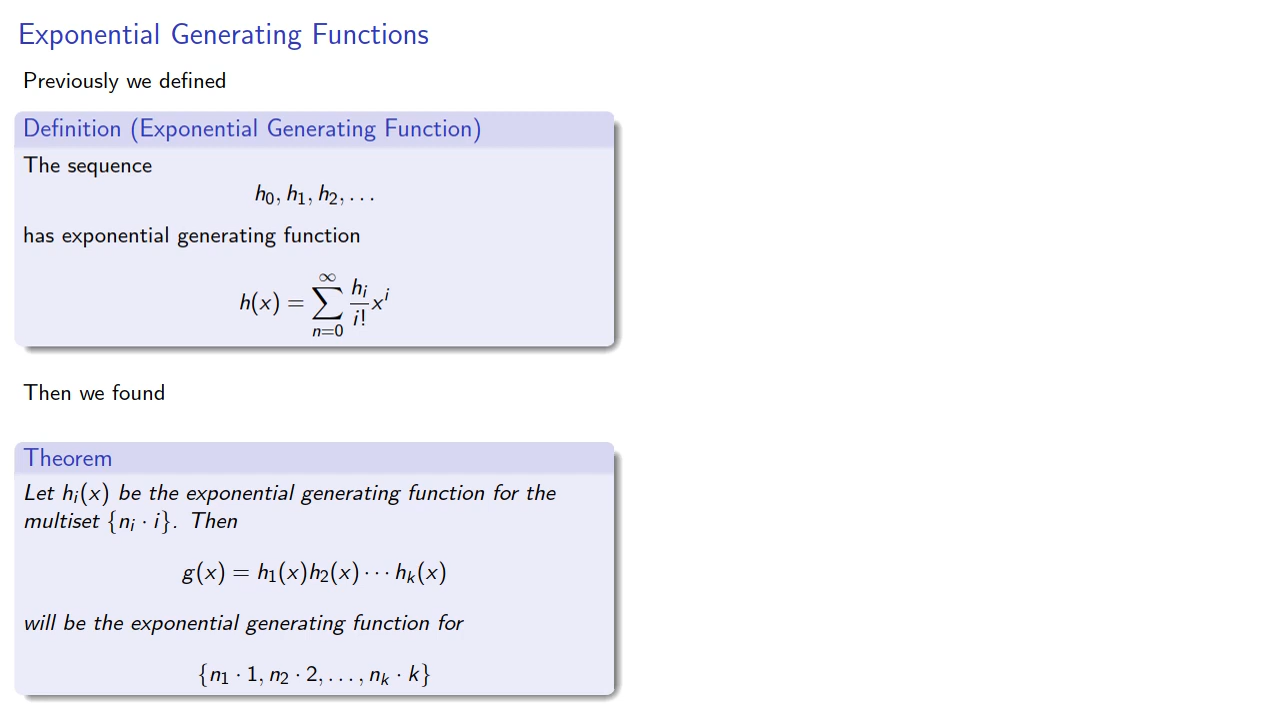 Exponential Generating Functions
Previously we defined
Definition (Exponential Generating Function)
The sequence
h₀, h₁, h₂, . . .
has exponential generating function
h(x) = ∑_{n=0}^{∞} \frac{h_i}{i!} x^i
Then we found
Theorem
Let hᵢ(x) be the exponential generating function for the
multiset {nᵢ · i}. Then
g(x) = h₁(x)h₂(x) · · · hₖ(x)
will be the exponential generating function for
{n₁ · 1, n₂ · 2, . . . , nₖ · k}